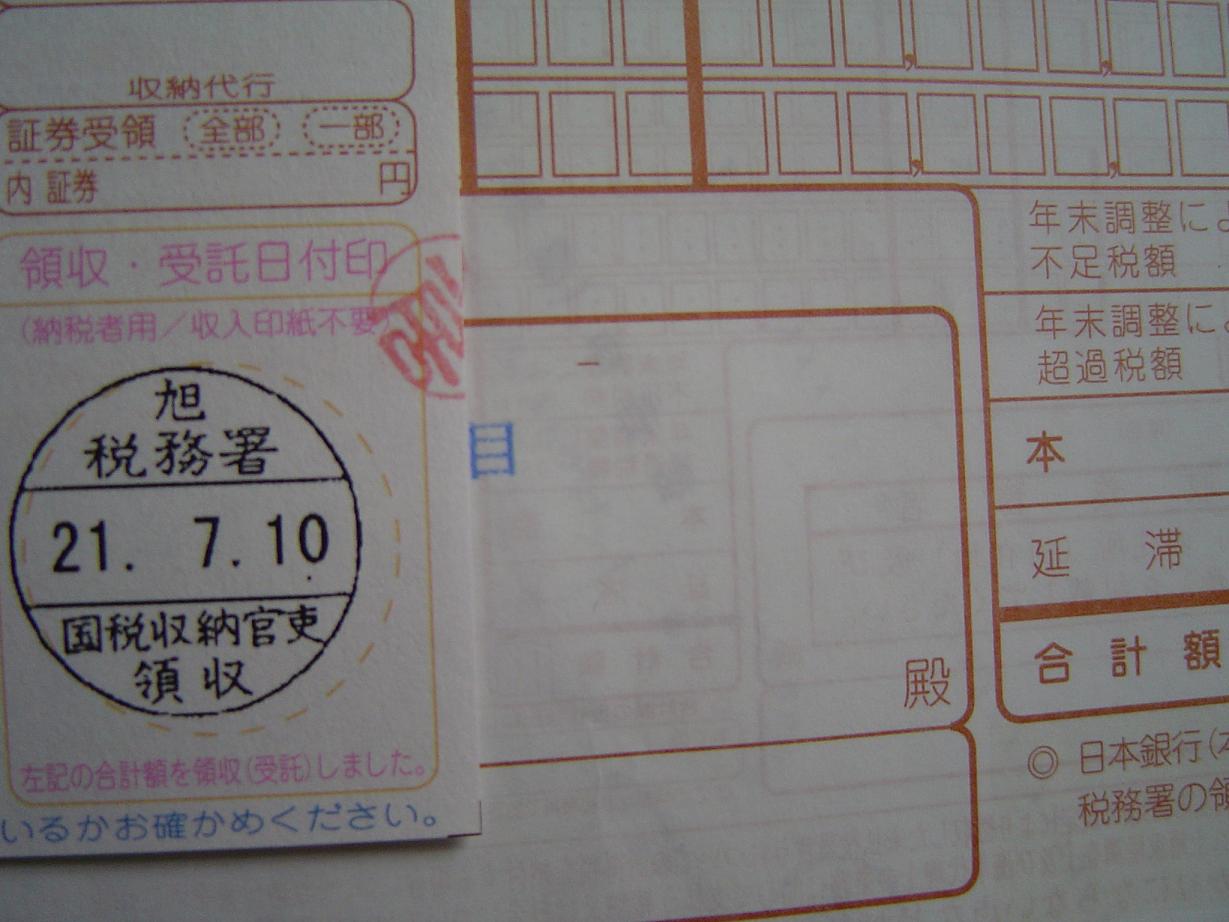 収納代行
証券受領 全部 一部
内 証券 円
領収・受託日付印
(納税者用/収入印紙不要)
旭
税務署
21. 7. 10
国税収納官吏
領収
左記の合計額を領収(受託)しました。
いるかお確かめください。
殿
年末調整に
不足税額
年末調整に
超過税額
本
延 滞
合 計 額
◎ 日本銀行(
税務署の領